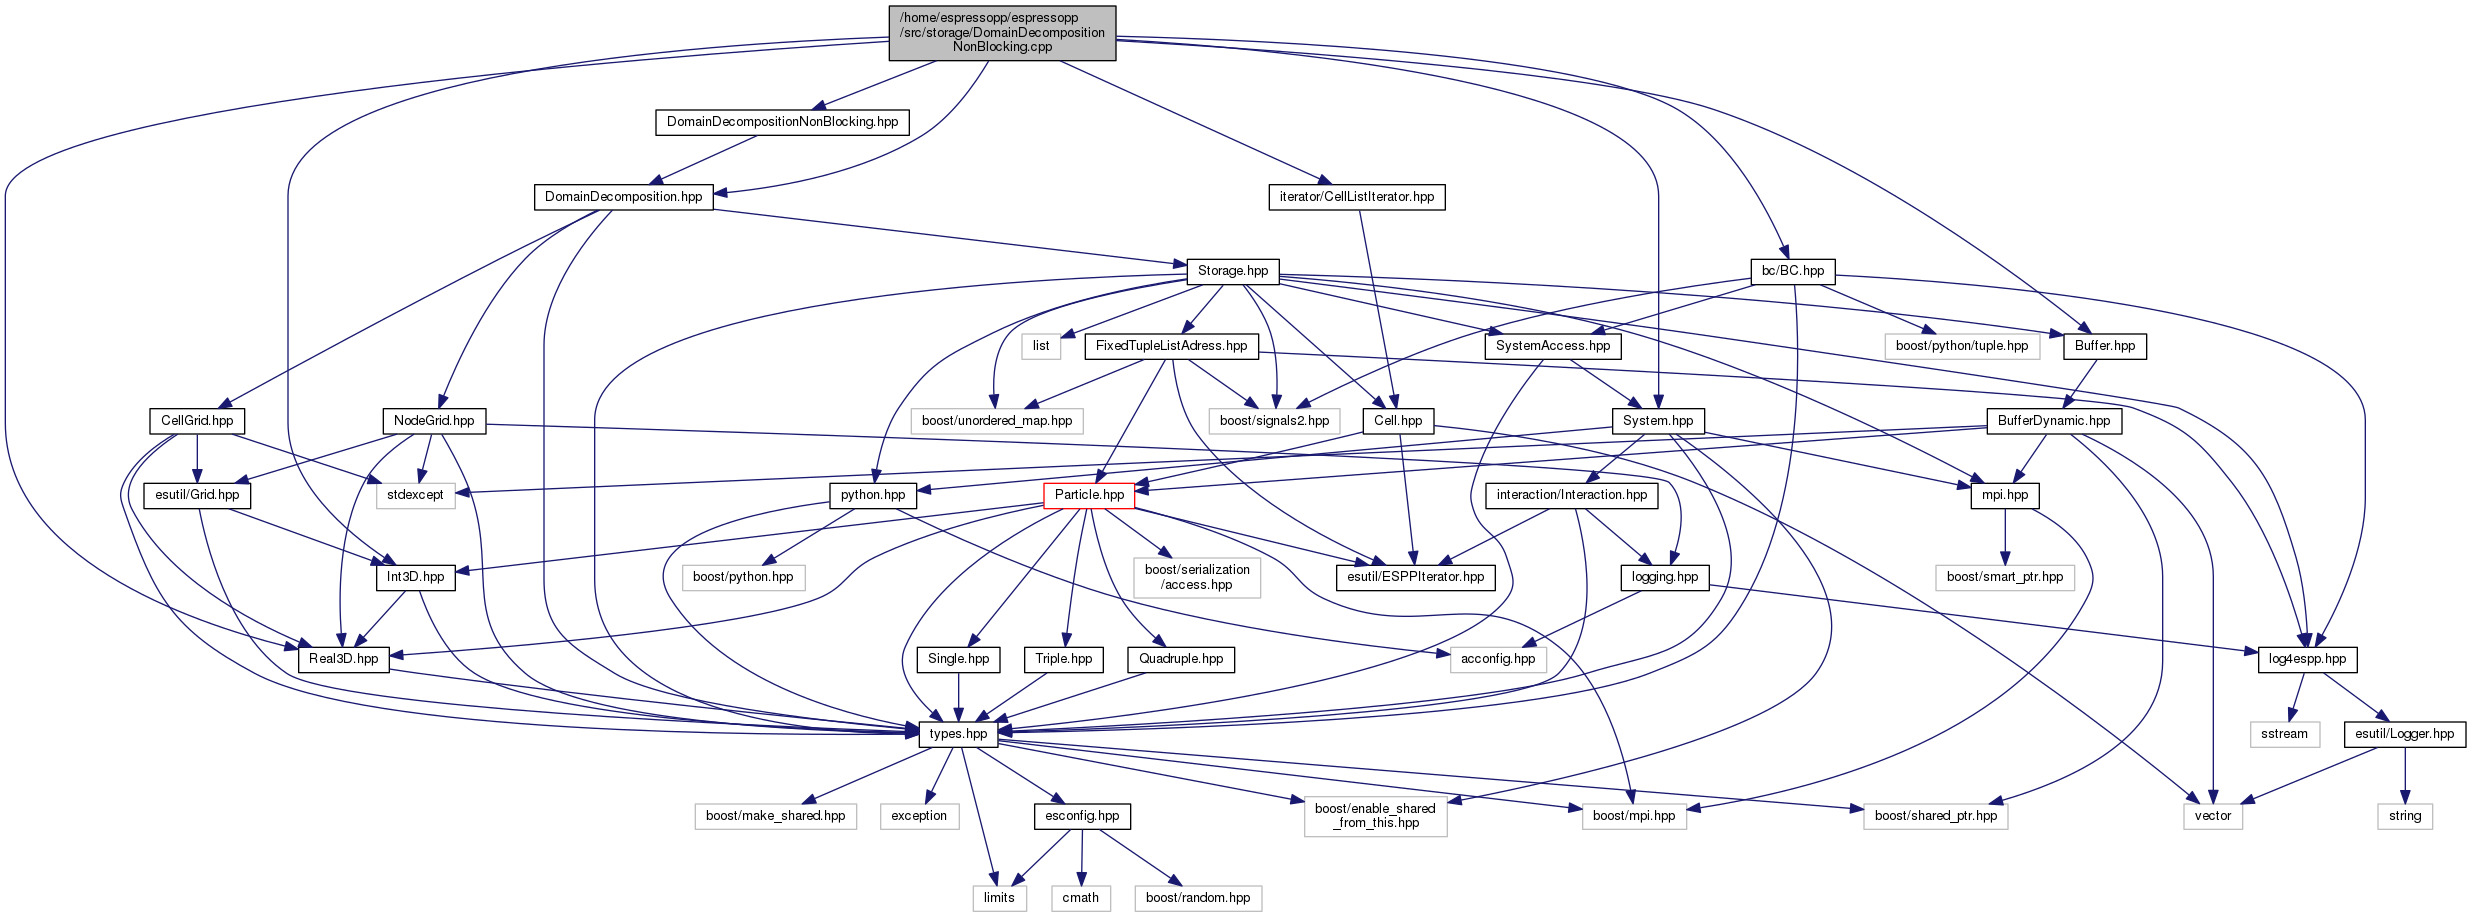 /home/espressopp/espressopp
/src/storage/DomainDecomposition
NonBlocking.cpp
DomainDecompositionNonBlocking.hpp
DomainDecomposition.hpp
iterator/CellListIterator.hpp
Storage.hpp
bc/BC.hpp
list
FixedTupleListAdress.hpp
SystemAccess.hpp
boost/python/tuple.hpp
Buffer.hpp
CellGrid.hpp
NodeGrid.hpp
boost/unordered_map.hpp
boost/signals2.hpp
Cell.hpp
System.hpp
BufferDynamic.hpp
esutil/Grid.hpp
stdexcept
python.hpp
Particle.hpp
interaction/Interaction.hpp
mpi.hpp
Int3D.hpp
boost/python.hpp
boost/serialization
/access.hpp
esutil/ESPPIterator.hpp
logging.hpp
boost/smart_ptr.hpp
Real3D.hpp
Single.hpp
Triple.hpp
Quadruple.hpp
acconfig.hpp
log4espp.hpp
types.hpp
sstream
esutil/Logger.hpp
boost/make_shared.hpp
exception
esconfig.hpp
boost/enable_shared
_from_this.hpp
boost/mpi.hpp
boost/shared_ptr.hpp
vector
string
limits
cmath
boost/random.hpp